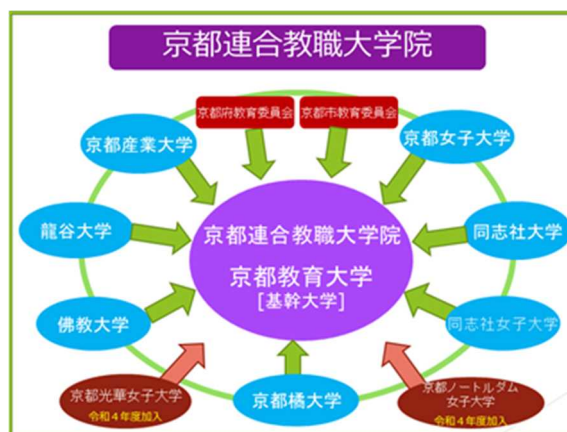 京都連合教職大学院
京都府教育委員会
京都市教育委員会
京都産業大学
京都女子大学
龍谷大学
京都連合教職大学院
京都教育大学
[基幹大学]
同志社大学
佛教大学
同志社女子大学
京都光華女子大学
令和4年度加入
京都橘大学
京都ノートルダム
女子大学
令和4年度加入